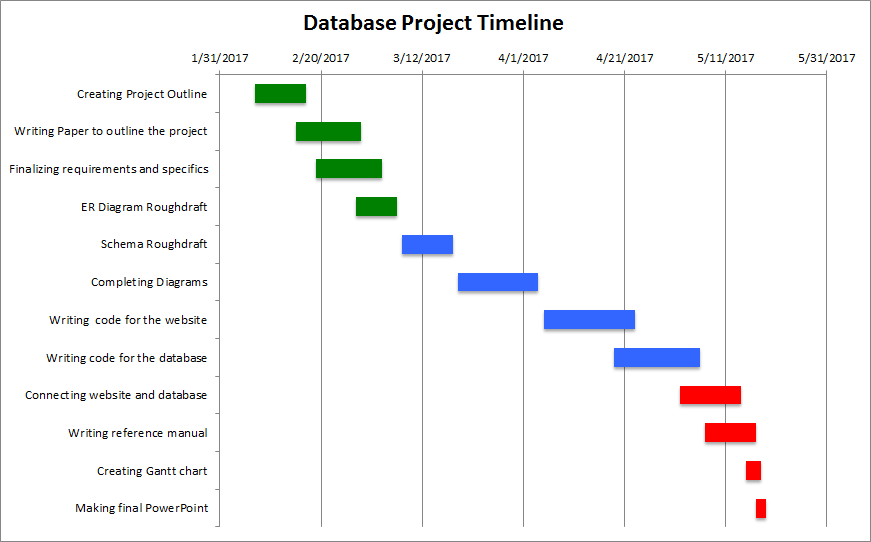 Database Project Timeline
1/31/2017 2/20/2017 3/12/2017 4/1/2017 4/21/2017 5/11/2017 5/31/2017
Creating Project Outline
Writing Paper to outline the project
Finalizing requirements and specifics
ER Diagram Roughdraft
Schema Roughdraft
Completing Diagrams
Writing code for the website
Writing code for the database
Connecting website and database
Writing reference manual
Creating Gantt chart
Making final PowerPoint